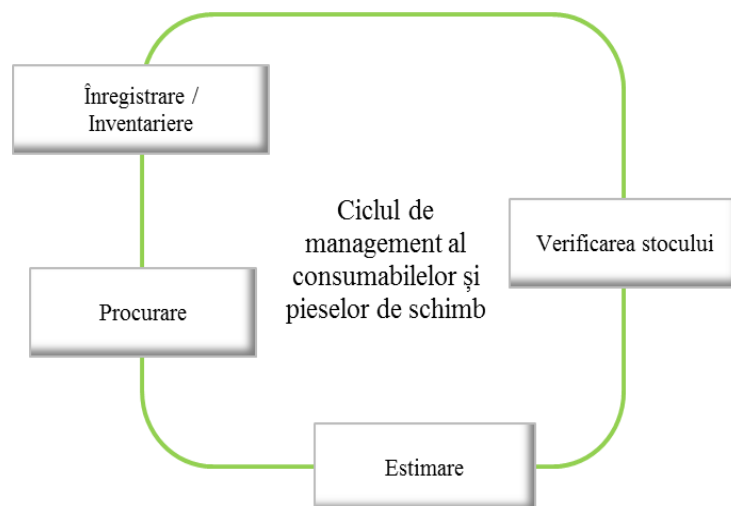 Înregistrare /
Inventariere
Ciclul de
management al
consumabilelor și
pieselor de schimb
Verificarea stocului
Procurare
Estimare